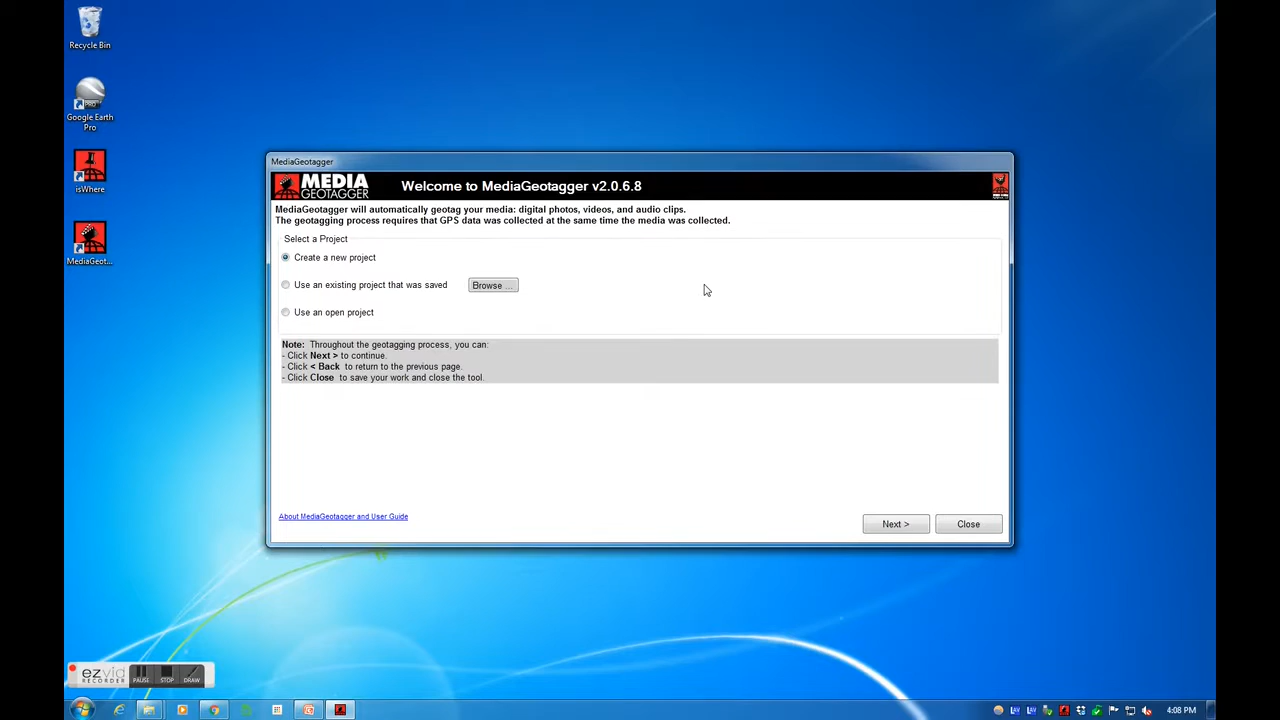 Recycle Bin
Google Earth
Pro
isWhere
MediaGeot...
MediaGeotagger
MEDIA
GEOTAGGER
Welcome to MediaGeotagger v2.0.6.8
MediaGeotagger will automatically geotag your media: digital photos, videos, and audio clips.
The geotagging process requires that GPS data was collected at the same time the media was collected.
Select a Project
Create a new project
Use an existing project that was saved
Browse ...
Use an open project
Note: Throughout the geotagging process, you can:
- Click Next > to continue.
- Click < Back to return to the previous page.
- Click Close to save your work and close the tool.
About MediaGeotagger and User Guide
Next >
Close
ezvid
RECORDER
PAUSE
STOP
DRAW
4:08 PM